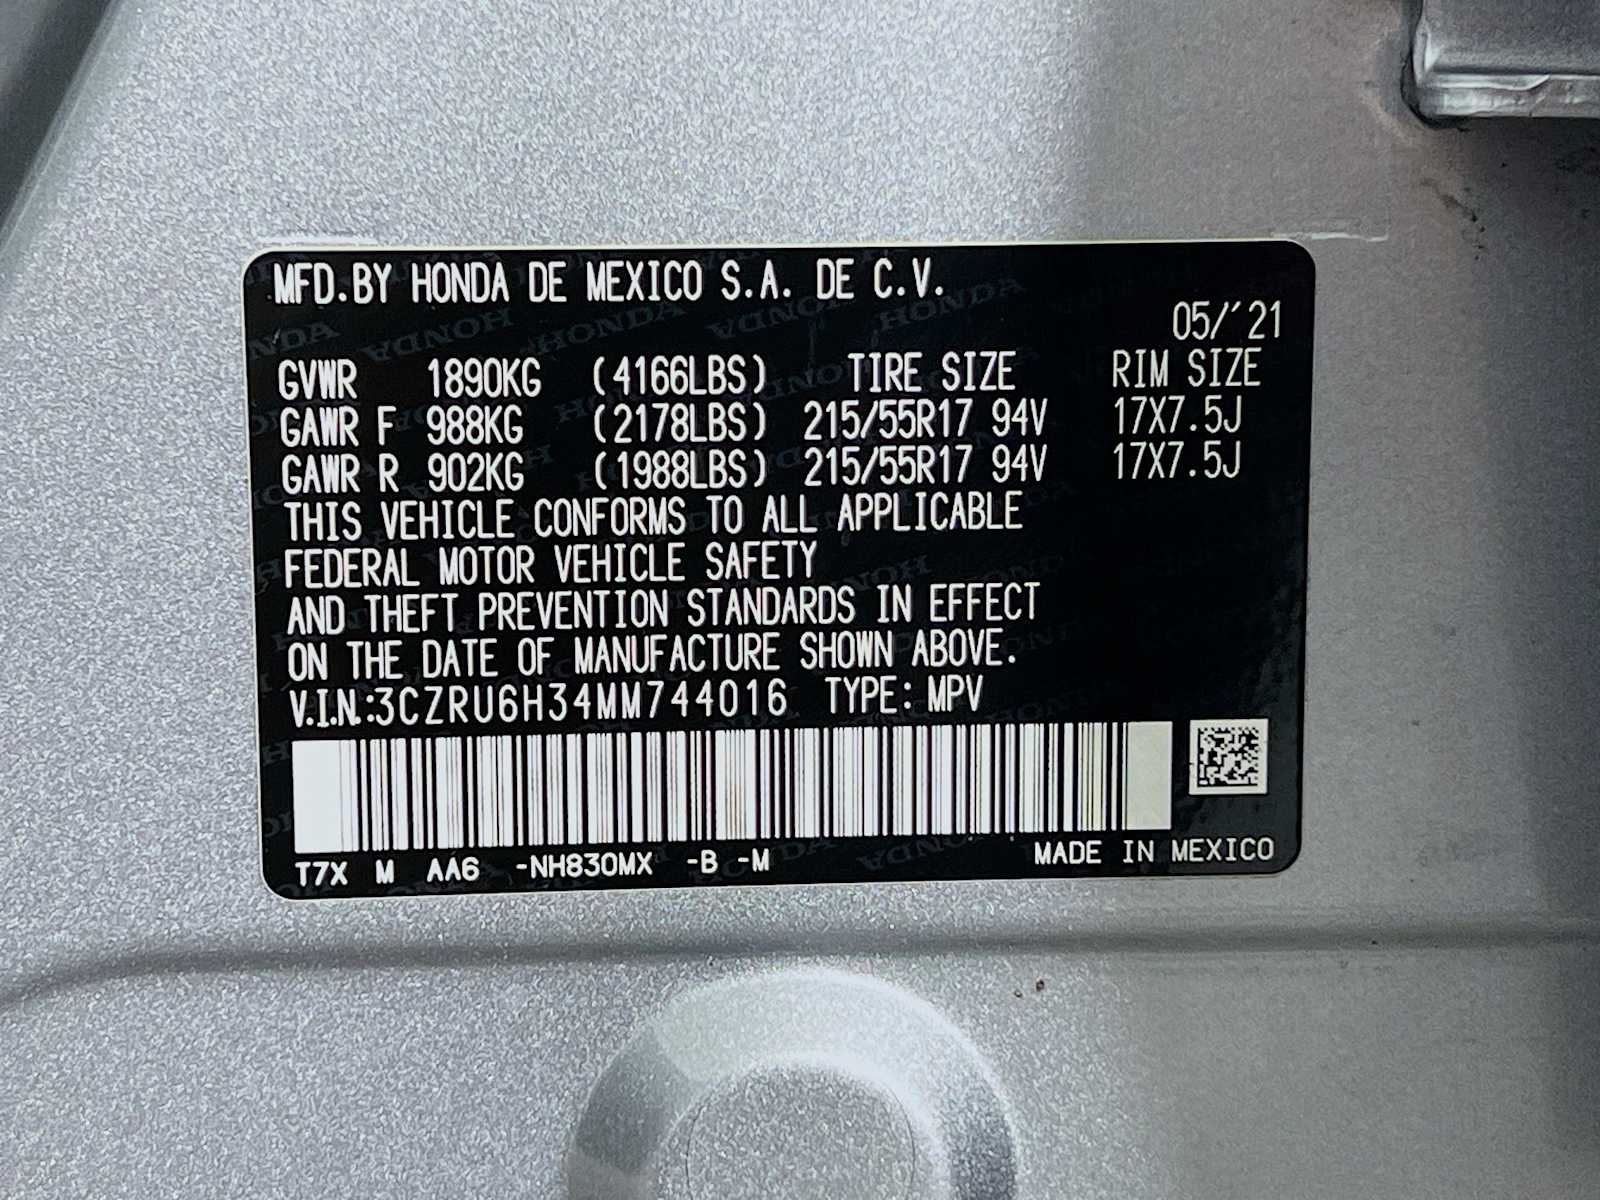 MFD.BY HONDA DE MEXICO S.A. DE C.V.
05/'21
GVWR 1890KG (4166LBS) TIRE SIZE RIM SIZE
GAWR F 988KG (2178LBS) 215/55R17 94V 17X7.5J
GAWR R 902KG (1988LBS) 215/55R17 94V 17X7.5J
THIS VEHICLE CONFORMS TO ALL APPLICABLE
FEDERAL MOTOR VEHICLE SAFETY
AND THEFT PREVENTION STANDARDS IN EFFECT
ON THE DATE OF MANUFACTURE SHOWN ABOVE.
V.I.N.:3CZRU6H34MM744016 TYPE: MPV
T7X M AA6 -NH830MX -B -M MADE IN MEXICO